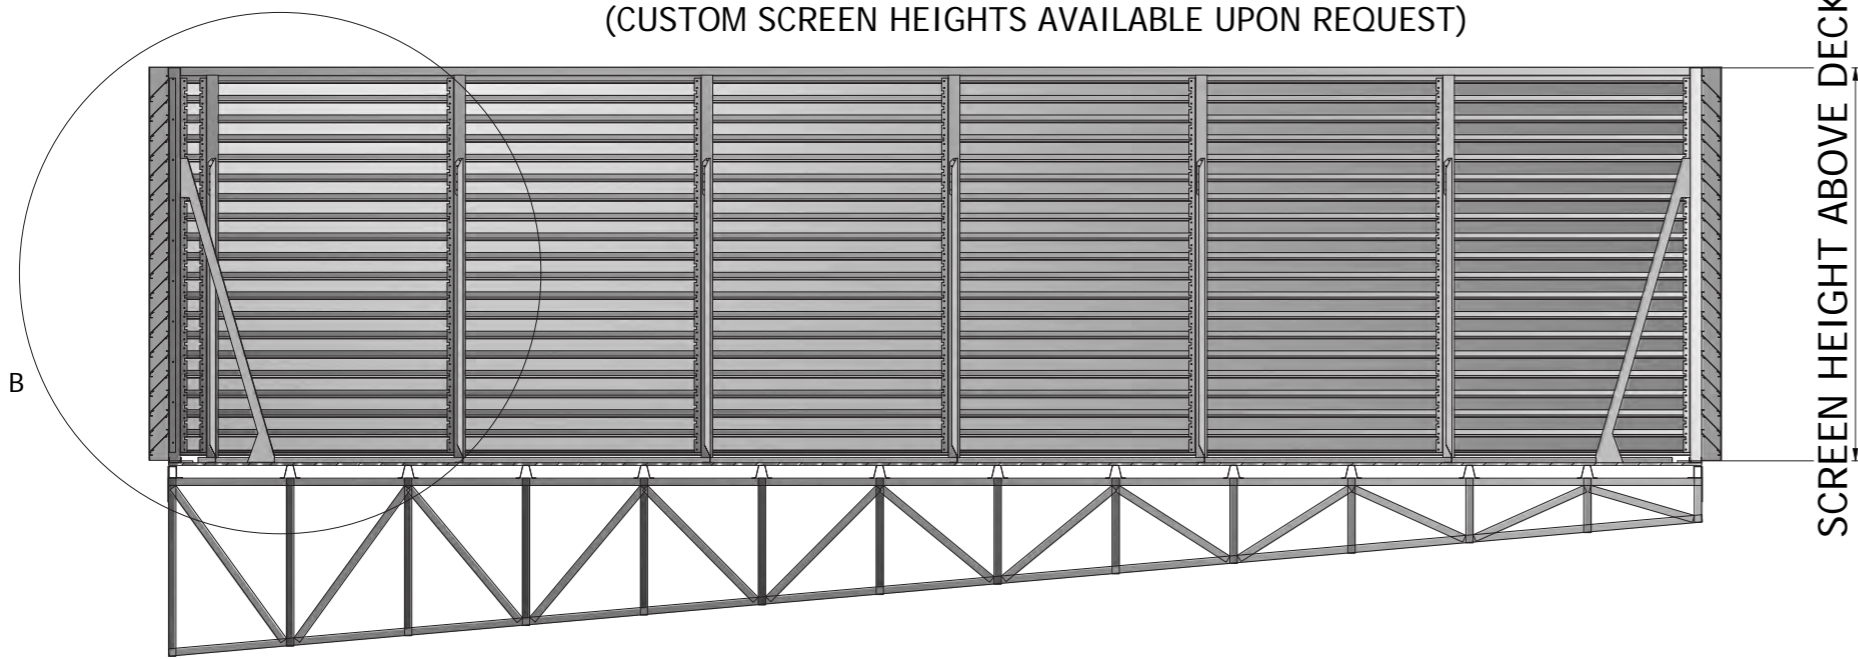 (CUSTOM SCREEN HEIGHTS AVAILABLE UPON REQUEST)
SCREEN HEIGHT ABOVE DECK
B